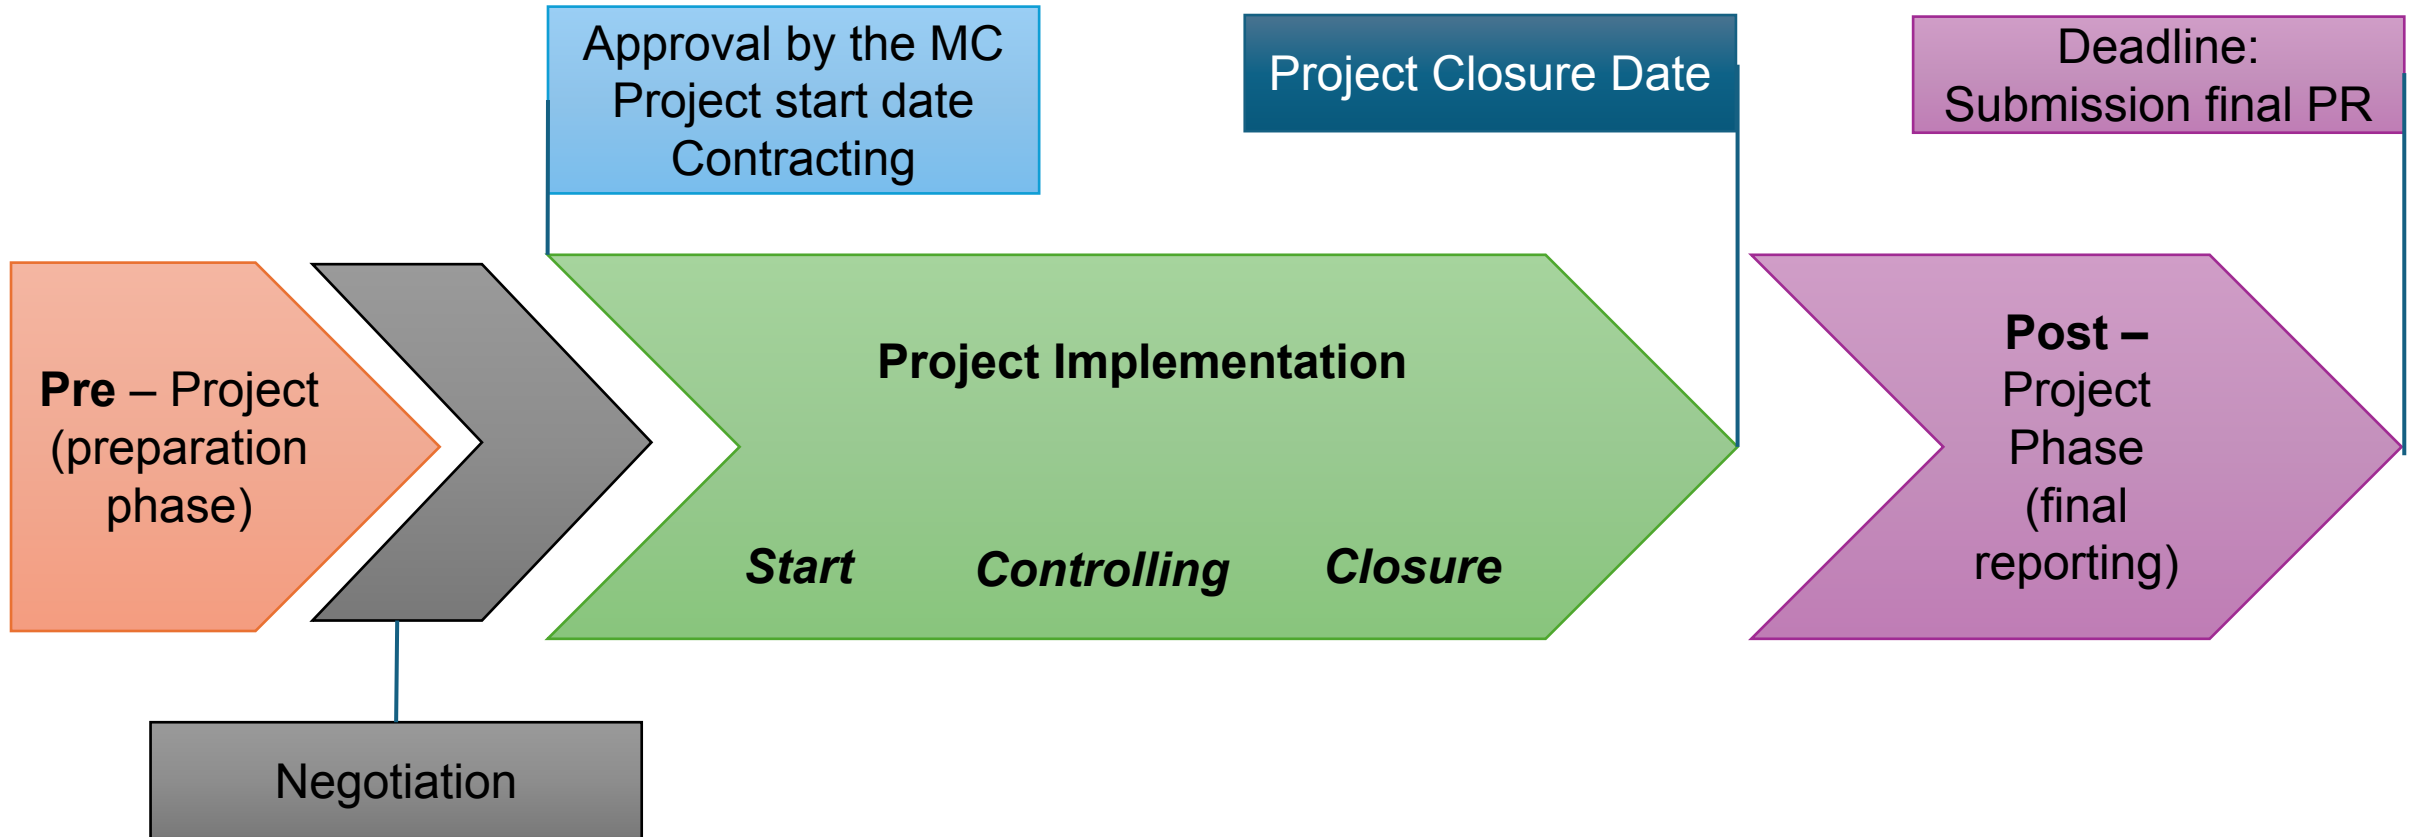 Approval by the MC
Project start date
Contracting
Project Closure Date
Deadline:
Submission final PR
Pre – Project
(preparation
phase)
Project Implementation
Start
Controlling
Closure
Post –
Project
Phase
(final
reporting)
Negotiation